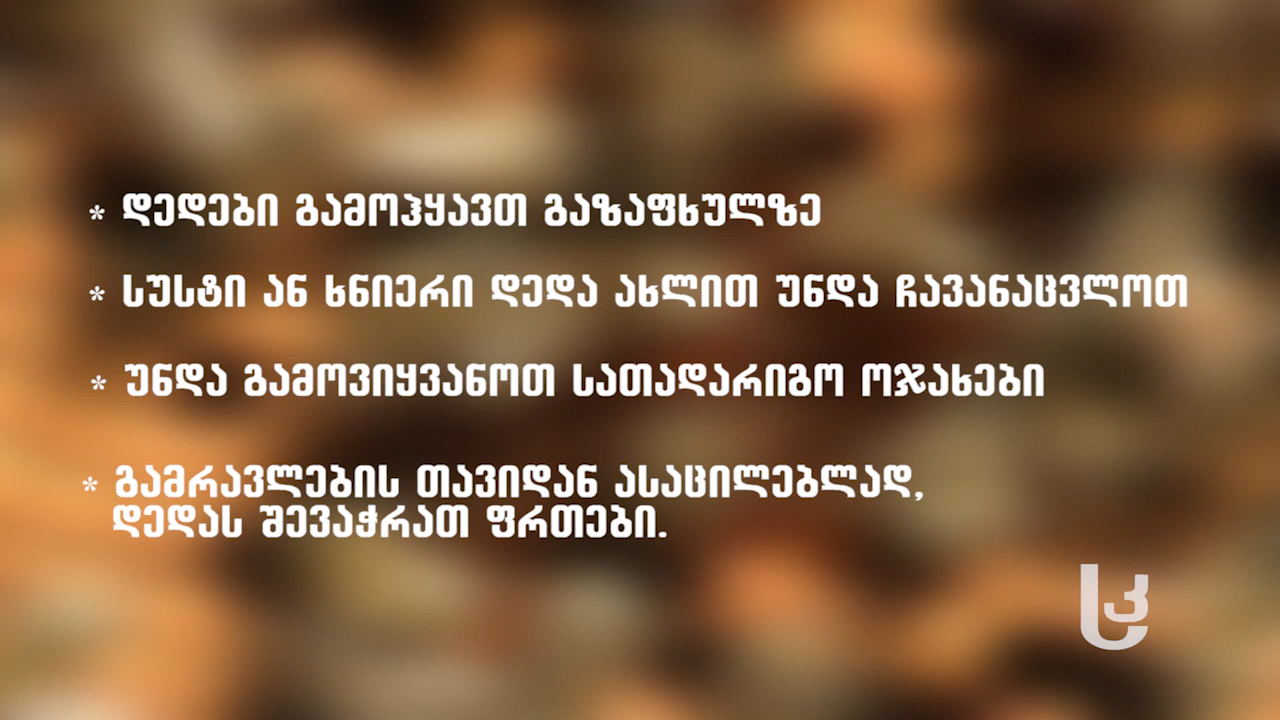 * დედები გამოჰყავთ გაზაფხულზე
* სუსტი ან ხნიერი დედა ახლით უნდა ჩავანაცვლოთ
* უნდა გამოვიყვანოთ სათადარიგო ოჯახები
* გამრავლების თავიდან ასაცილებლად,
დედას შევაჭრათ ფრთები.